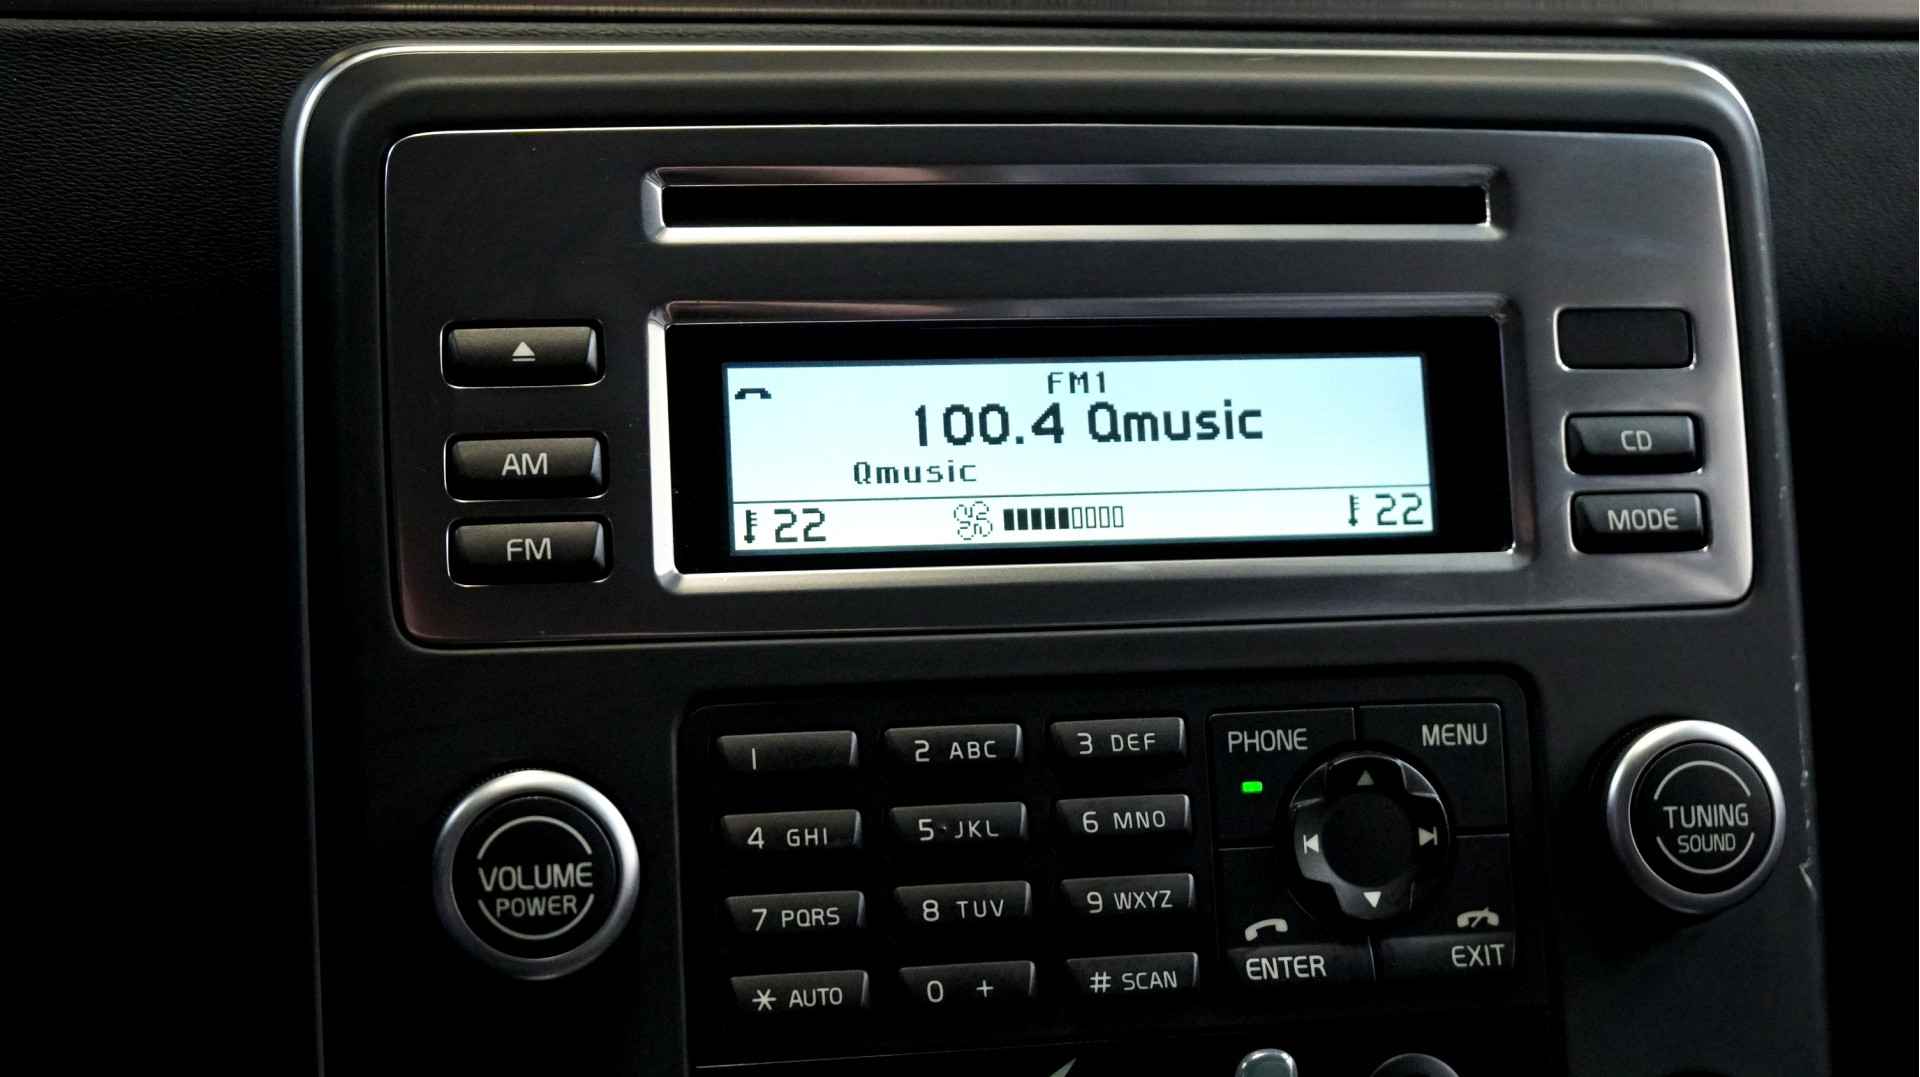 FM1
100.4 Qmusic
Qmusic
22 22
AM
FM
CD
MODE
1
2 ABC
3 DEF
4 GHI
5 JKL
6 MNO
7 PQRS
8 TUV
9 WXYZ
* AUTO
0 +
# SCAN
PHONE
MENU
ENTER
EXIT
VOLUME
POWER
TUNING
SOUND